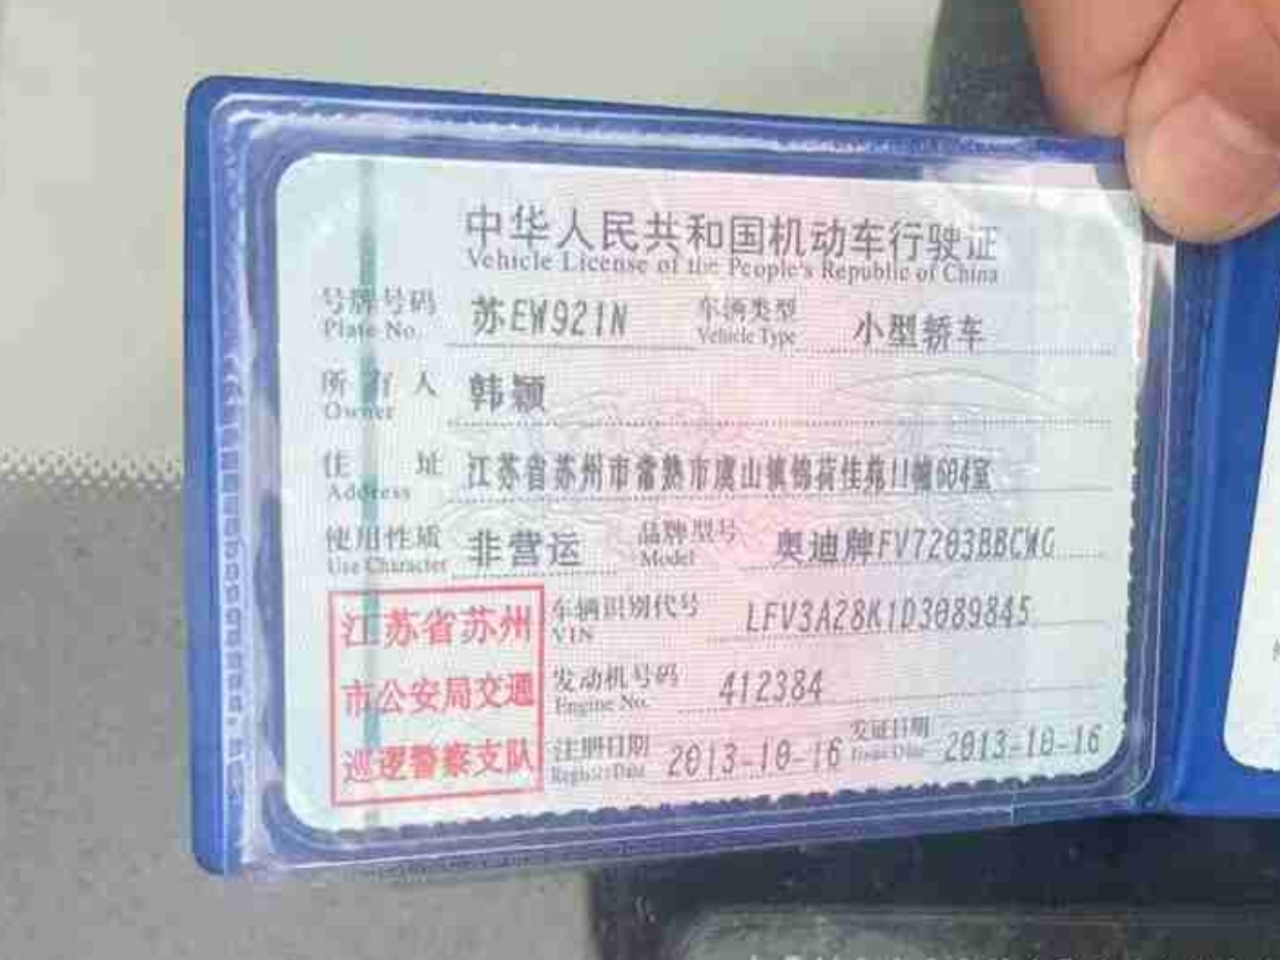 中华人民共和国机动车行驶证
Vehicle License of the People's Republic of China
号牌号码 苏EW921N 车辆类型 小型轿车
Plate No. Vehicle Type
所有人 韩颖
Owner
住址 江苏省苏州市常熟市虞山镇锦荷佳苑11幢604室
Address
使用性质 非营运 品牌型号 奥迪牌FV7203BBCWG
Use Character Model
江苏省苏州
市公安局交通
巡逻警察支队
车辆识别代号 LFV3A28K1D3089845
VIN
发动机号码 412384
Engine No.
注册日期 2013-10-16 发证日期 2013-10-16
Register Date Issue Date